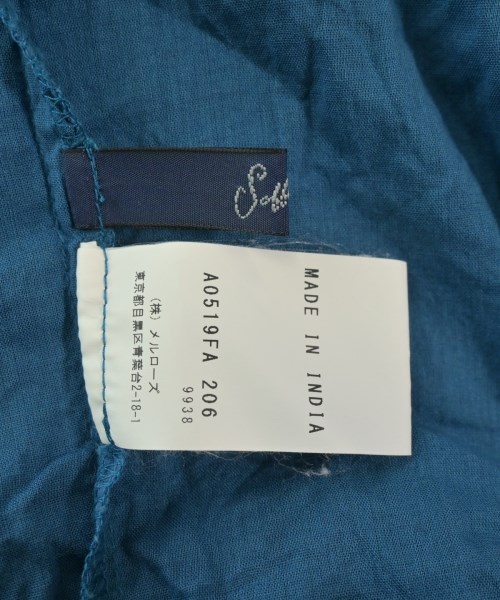 MADE IN INDIA
A0519FA 206
9938
(株) メルローズ
東京都目黒区青葉台2-18-1